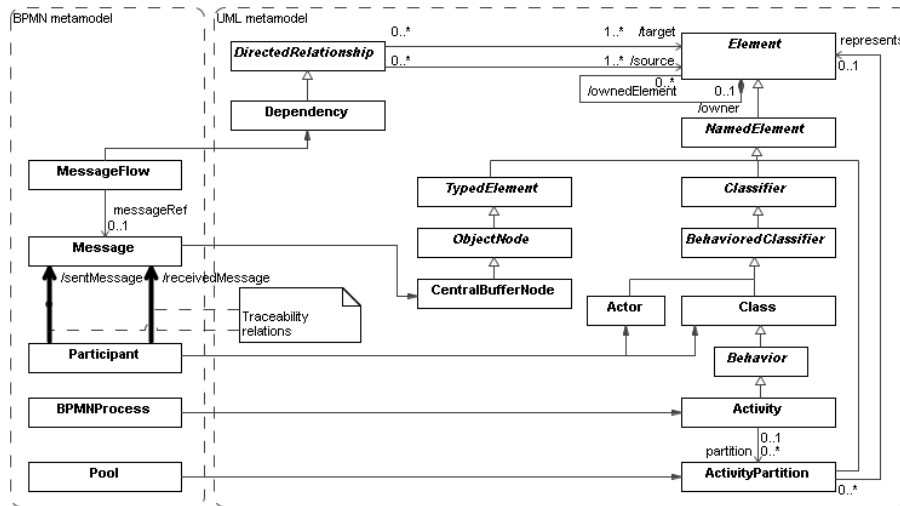 BPMN metamodel
UML metamodel
DirectedRelationship
0..*
1..* /target
0..*
1..* /source
Element
represents
0..1
0..*
/ownedElement
0..1
/owner
Dependency
NamedElement
MessageFlow
TypedElement
Classifier
messageRef
0..1
Message
ObjectNode
BehavioredClassifier
/sentMessage
/receivedMessage
CentralBufferNode
Actor
Class
Traceability
relations
Participant
Behavior
BPMNProcess
Activity
0..1
partition
0..*
Pool
ActivityPartition
0..*